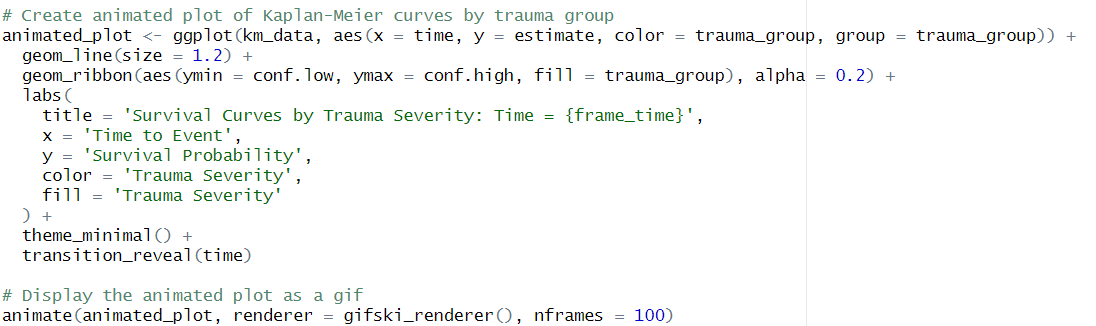 # Create animated plot of Kaplan-Meier curves by trauma group
animated_plot <- ggplot(km_data, aes(x = time, y = estimate, color = trauma_group, group = trauma_group)) +
  geom_line(size = 1.2) +
  geom_ribbon(aes(ymin = conf.low, ymax = conf.high, fill = trauma_group), alpha = 0.2) +
  labs(
    title = 'Survival Curves by Trauma Severity: Time = {frame_time}',
    x = 'Time to Event',
    y = 'Survival Probability',
    color = 'Trauma Severity',
    fill = 'Trauma Severity'
  ) +
  theme_minimal() +
  transition_reveal(time)
# Display the animated plot as a gif
animate(animated_plot, renderer = gifski_renderer(), nframes = 100)